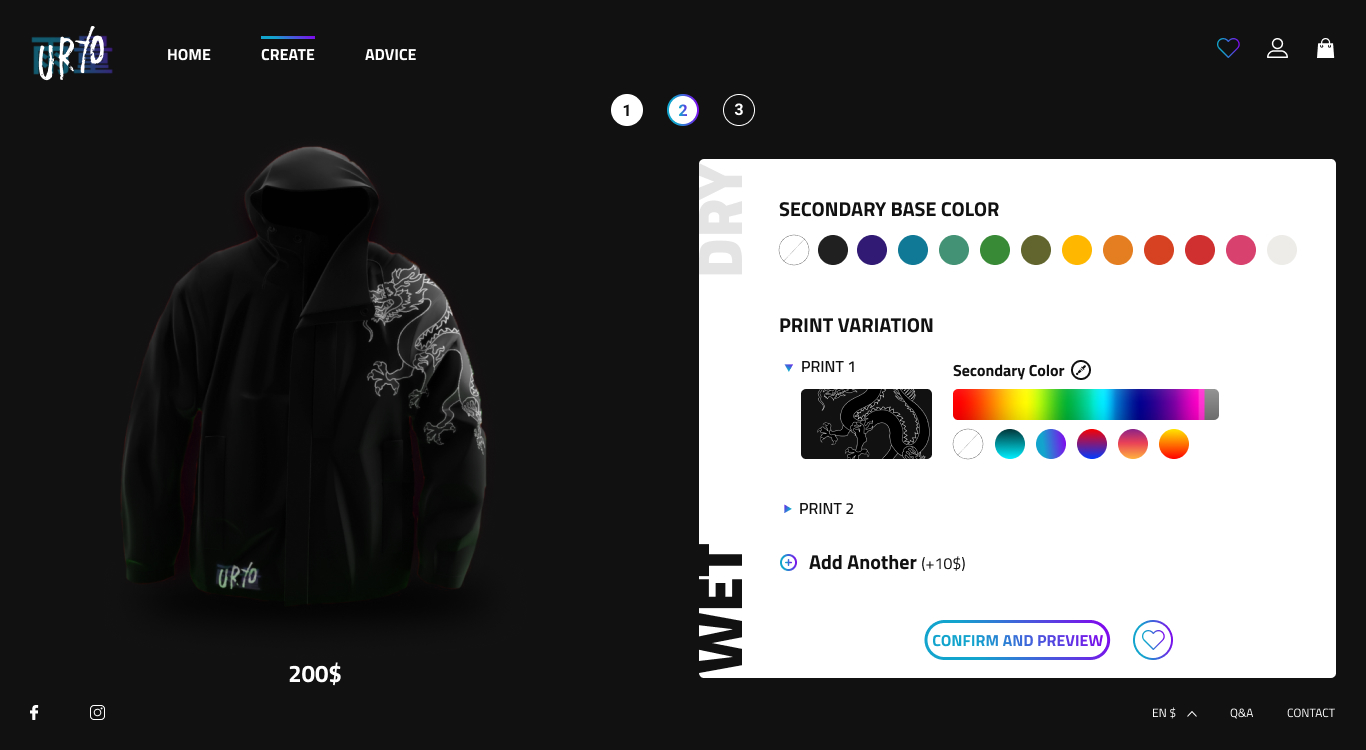 URYO
HOME
CREATE
ADVICE
1
2
3
DRY
WET
SECONDARY BASE COLOR
PRINT VARIATION
PRINT 1
Secondary Color
PRINT 2
Add Another (+10$)
CONFIRM AND PREVIEW
URYO
200$
EN $
Q&A
CONTACT